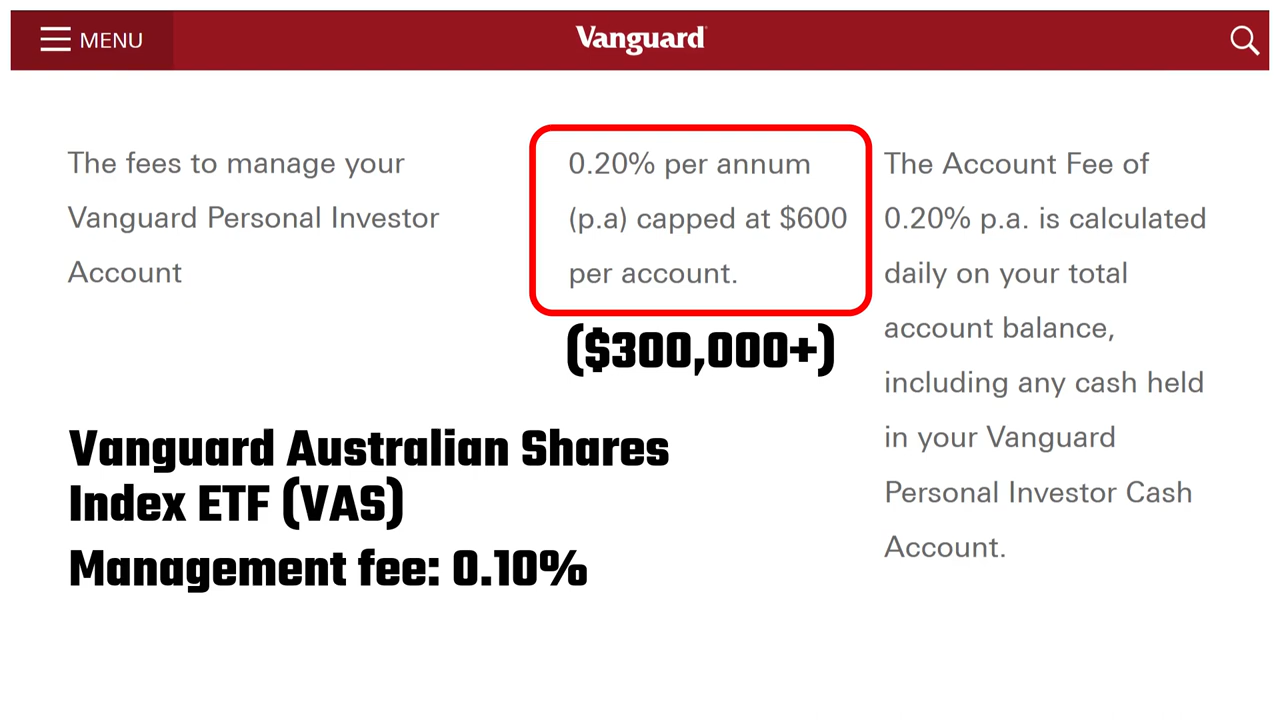 MENU
Vanguard
The fees to manage your
Vanguard Personal Investor
Account
0.20% per annum
(p.a) capped at $600
per account.
($300,000+)
The Account Fee of
0.20% p.a. is calculated
daily on your total
account balance,
including any cash held
in your Vanguard
Personal Investor Cash
Account.
Vanguard Australian Shares
Index ETF (VAS)
Management fee: 0.10%